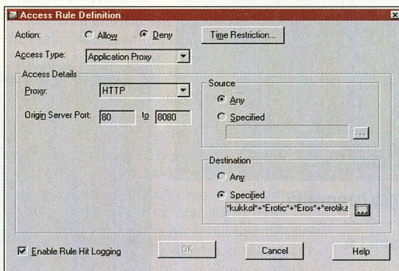 Access Rule Definition
Action: Allow Deny Time Restriction...
Access Type: Application Proxy
Access Details
Proxy: HTTP
Origin Server Port: 80 to 8080
Source
Any
Specified
...
Destination
Any
Specified
"kukkol"+"Erotic"+"Eros"+"erotika ...
Enable Rule Hit Logging OK Cancel Help